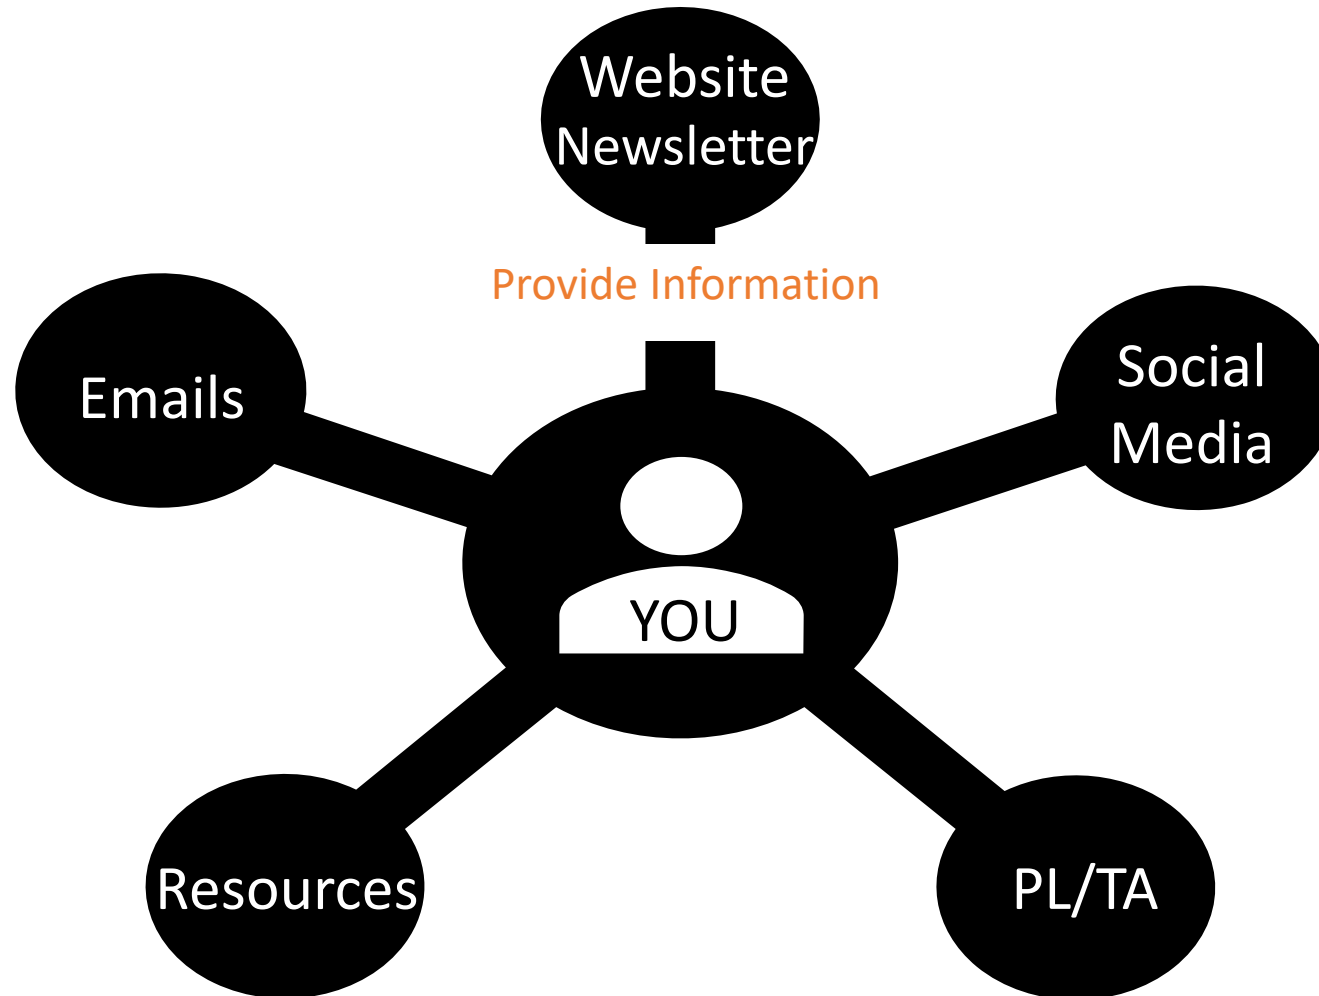 Website
Newsletter
Provide Information
Emails
Social
Media
YOU
Resources
PL/TA